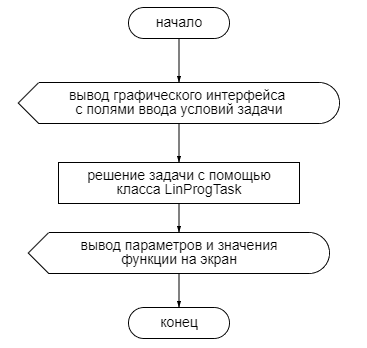 начало
вывод графического интерфейса
с полями ввода условий задачи
решение задачи с помощью
класса LinProgTask
вывод параметров и значения
функции на экран
конец